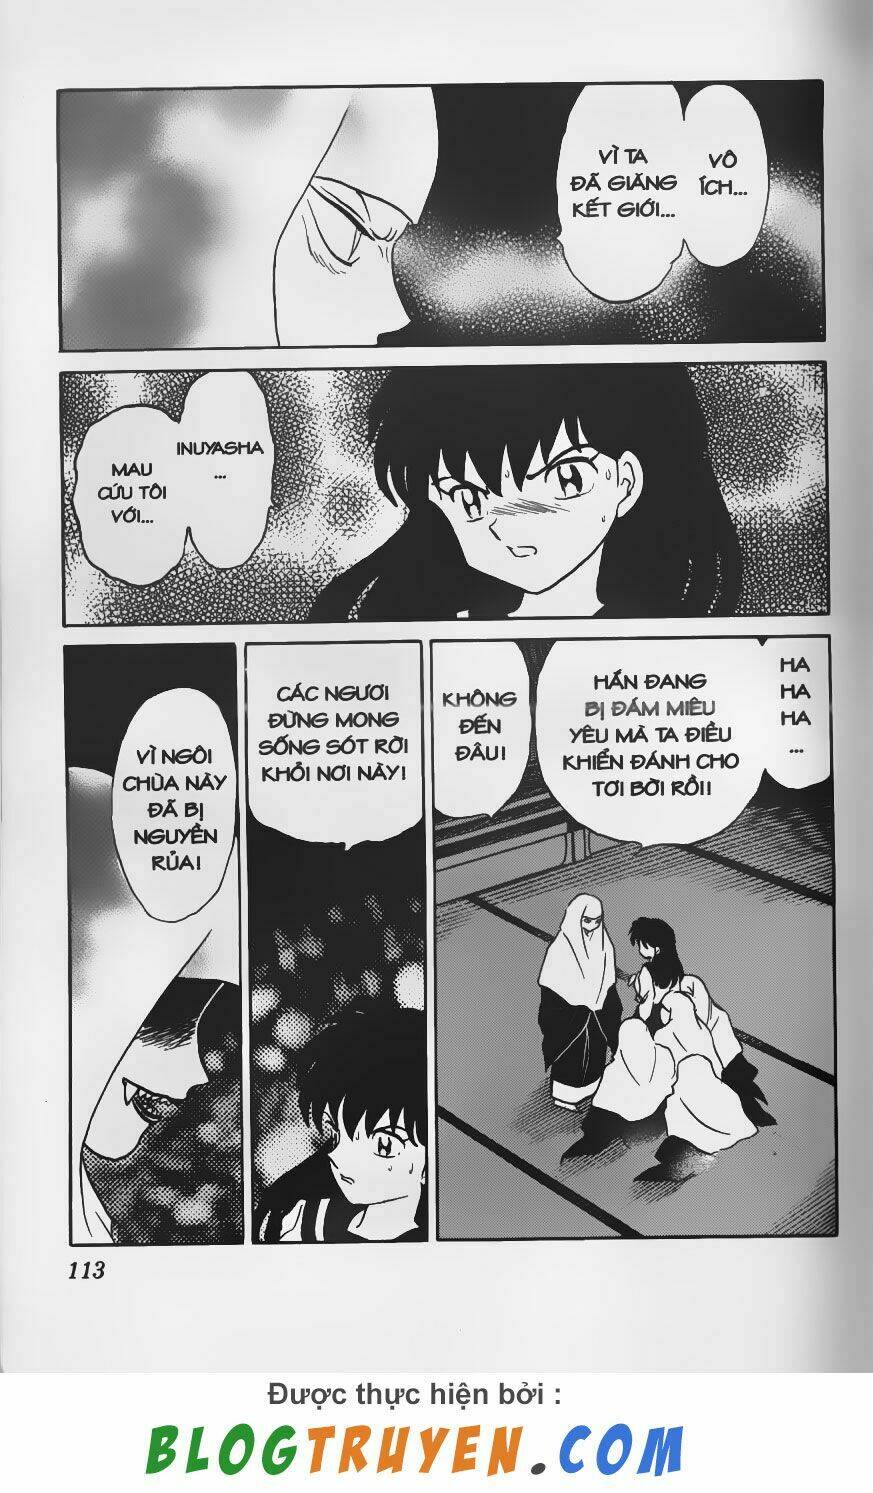 VÔ
ÍCH...
VÌ TA
ĐÃ GIĂNG
KẾT GIỚI...
INUYASHA
...
MAU
CỨU TÔI
VỚI...
HA
HA
HA
...
HẮN ĐANG
BỊ ĐÁM MIÊU
YÊU MÀ TA ĐIỀU
KHIỂN ĐÁNH CHO
TƠI BỜI RỒI!
KHÔNG
ĐẾN
ĐÂU!
CÁC NGƯƠI
ĐỪNG MONG
SỐNG SÓT RỜI
KHỎI NƠI NÀY!
VÌ NGÔI
CHÙA NÀY
ĐÃ BỊ
NGUYỀN
RỦA!
113
Được thực hiện bởi :
BLOGTRUYEN.COM